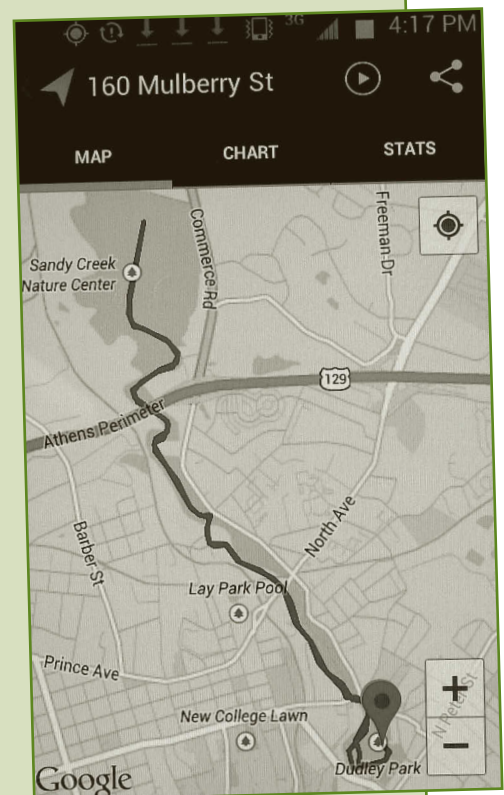 3G
4:17 PM
160 Mulberry St
MAP
CHART
STATS
Sandy Creek
Nature Center
Commerce Rd
Freeman Dr
129
Athens Perimeter
Barber St
North Ave
Lay Park Pool
Prince Ave
New College Lawn
N Peter St
+
−
Dudley Park
Google